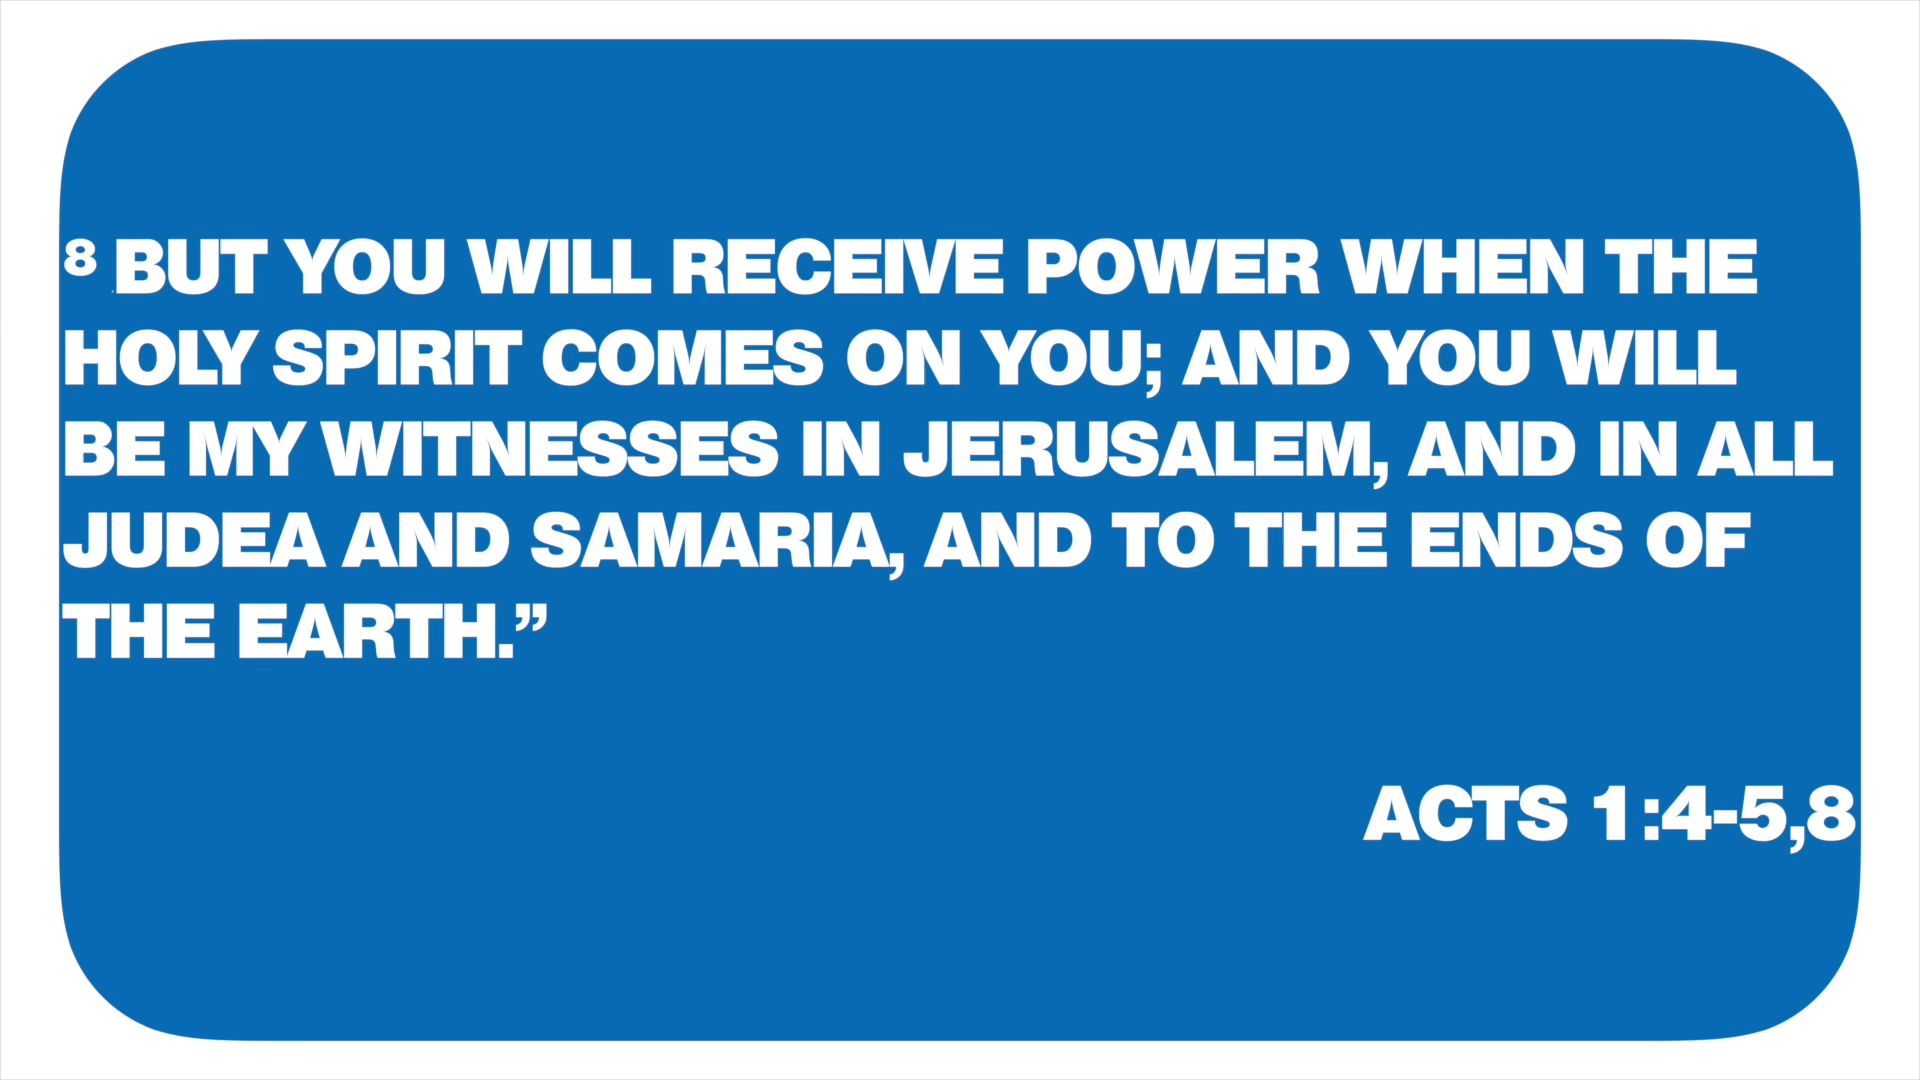 ⁸ BUT YOU WILL RECEIVE POWER WHEN THE
HOLY SPIRIT COMES ON YOU; AND YOU WILL
BE MY WITNESSES IN JERUSALEM, AND IN ALL
JUDEA AND SAMARIA, AND TO THE ENDS OF
THE EARTH.”
ACTS 1:4-5,8